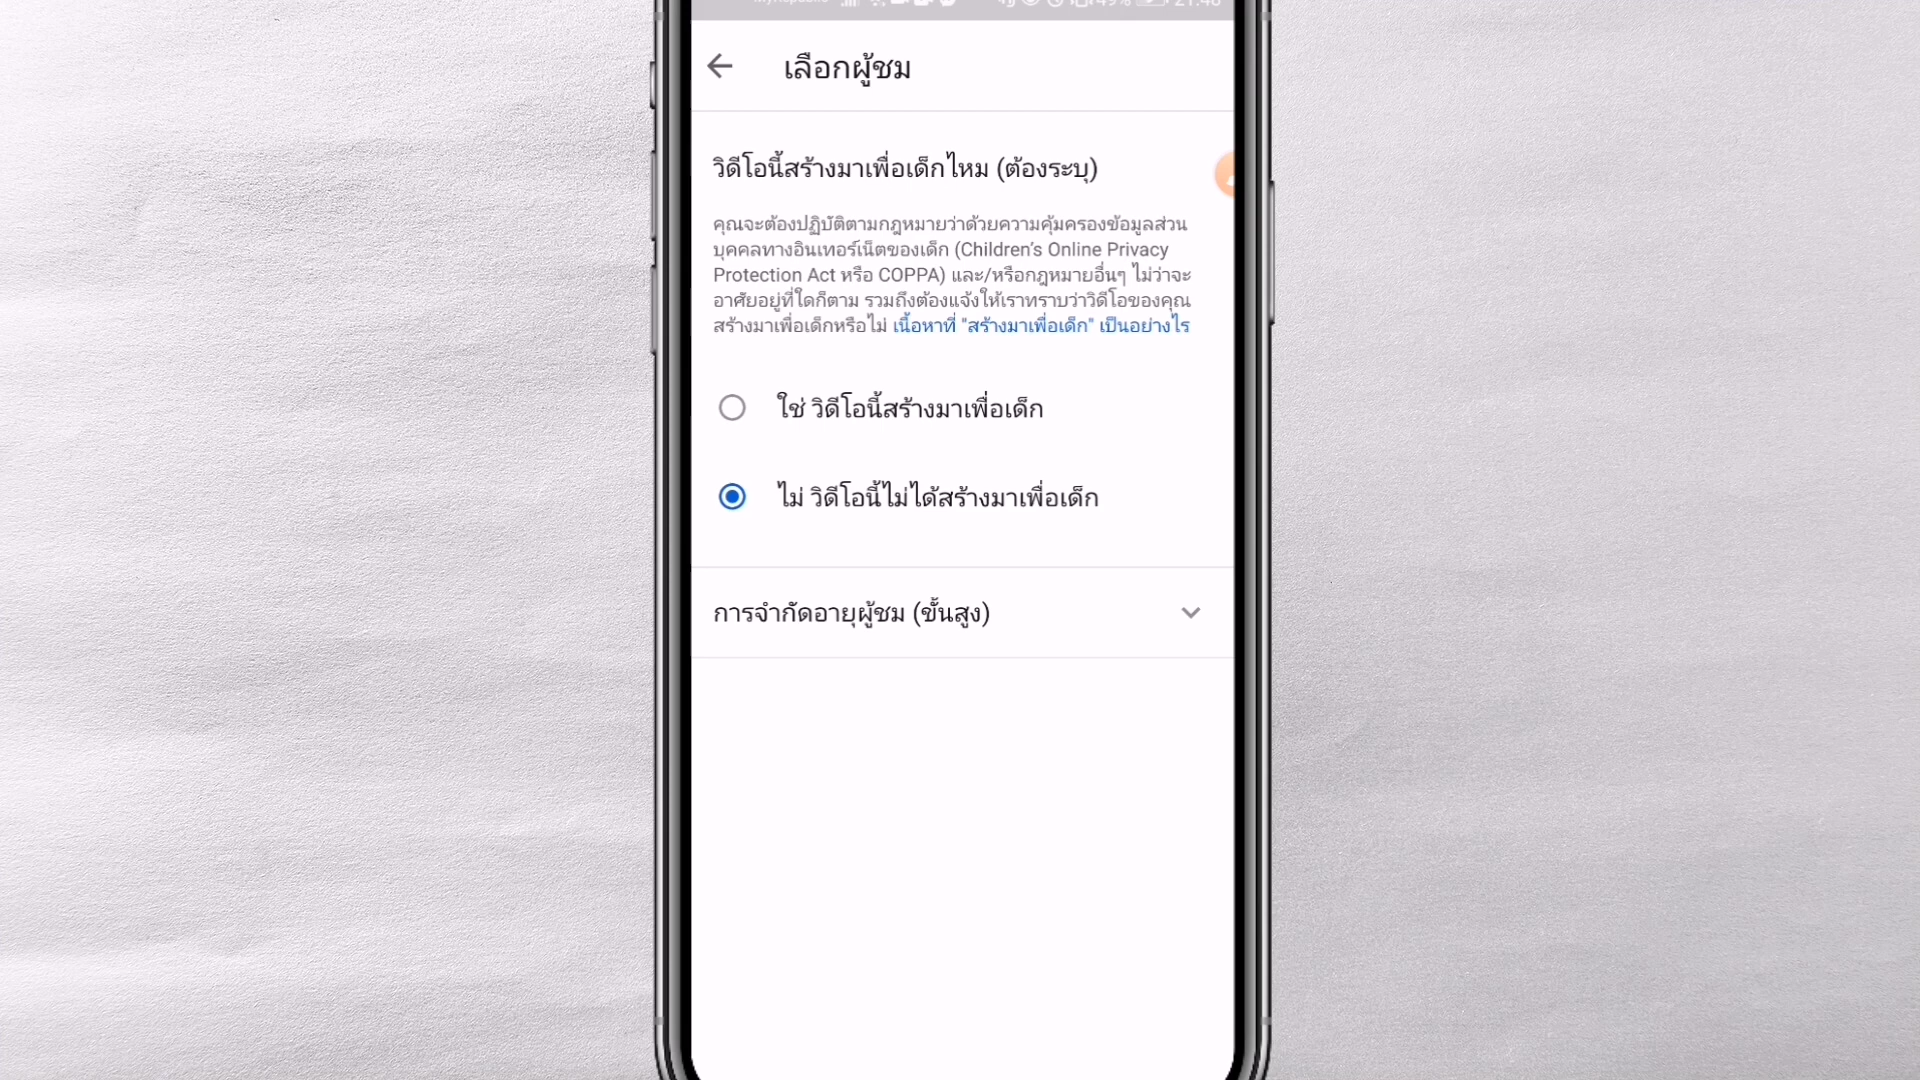 เลือกผู้ชม
วิดีโอนี้สร้างมาเพื่อเด็กไหม (ต้องระบุ)
คุณจะต้องปฏิบัติตามกฎหมายว่าด้วยความคุ้มครองข้อมูลส่วน
บุคคลทางอินเทอร์เน็ตของเด็ก (Children's Online Privacy
Protection Act หรือ COPPA) และ/หรือกฎหมายอื่นๆ ไม่ว่าจะ
อาศัยอยู่ที่ใดก็ตาม รวมถึงต้องแจ้งให้เราทราบว่าวิดีโอของคุณ
สร้างมาเพื่อเด็กหรือไม่ เนื้อหาที่ "สร้างมาเพื่อเด็ก" เป็นอย่างไร
ใช่ วิดีโอนี้สร้างมาเพื่อเด็ก
ไม่ วิดีโอนี้ไม่ได้สร้างมาเพื่อเด็ก
การจำกัดอายุผู้ชม (ขั้นสูง)